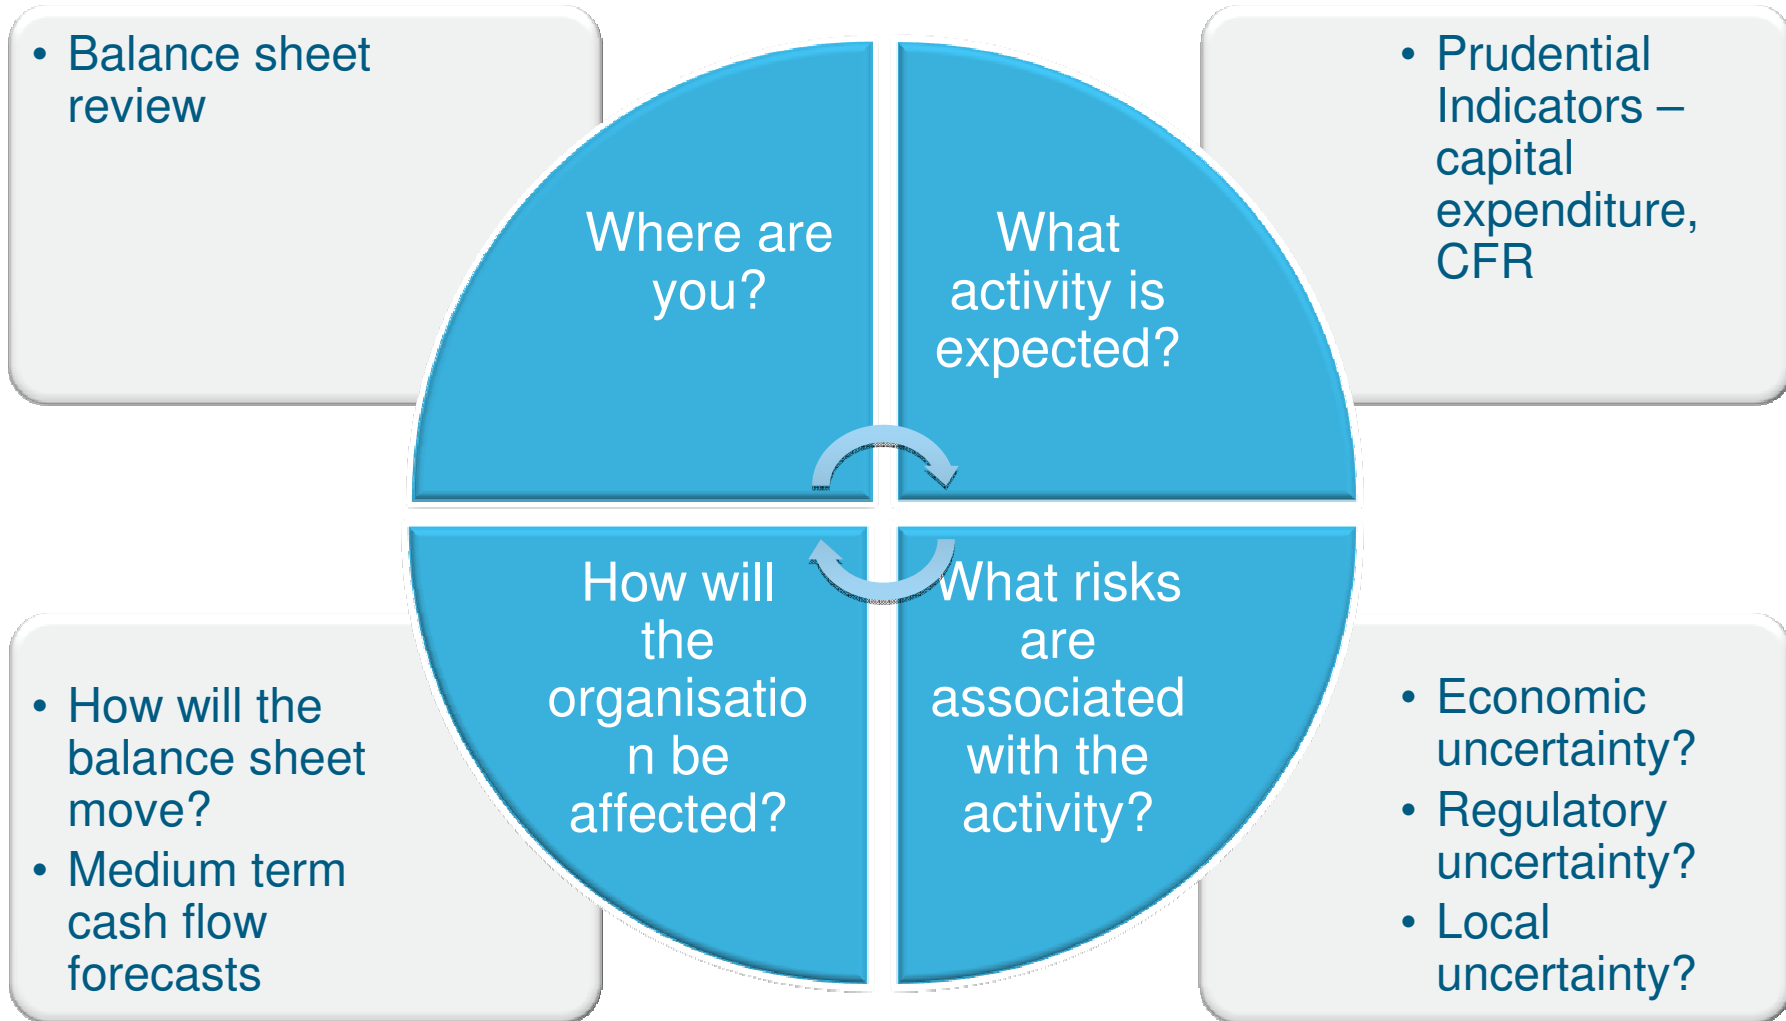 • Balance sheet
review
Where are
you?
What
activity is
expected?
• Prudential
Indicators –
capital
expenditure,
CFR
• How will the
balance sheet
move?
• Medium term
cash flow
forecasts
How will
the
organisatio
n be
affected?
What risks
are
associated
with the
activity?
• Economic
uncertainty?
• Regulatory
uncertainty?
• Local
uncertainty?